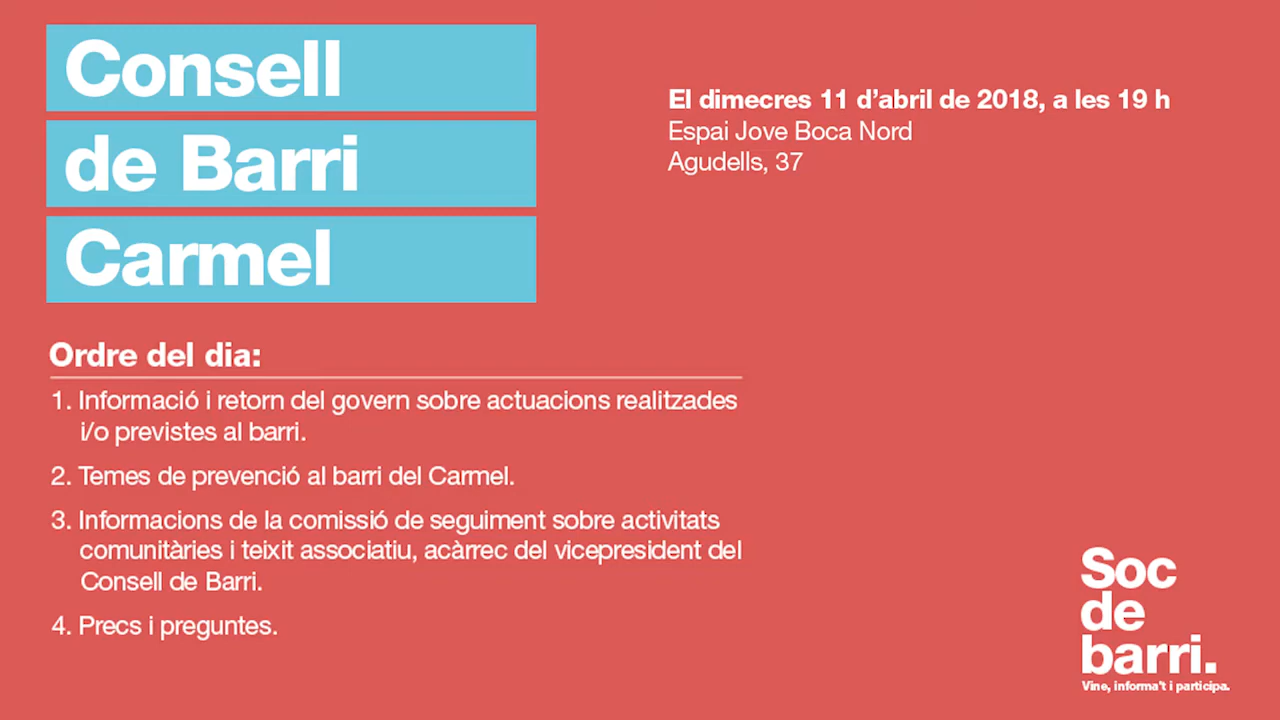 Consell
de Barri
Carmel
El dimecres 11 d'abril de 2018, a les 19 h
Espai Jove Boca Nord
Agudells, 37
Ordre del dia:
1. Informació i retorn del govern sobre actuacions realitzades
i/o previstes al barri.
2. Temes de prevenció al barri del Carmel.
3. Informacions de la comissió de seguiment sobre activitats
comunitàries i teixit associatiu, acàrrec del vicepresident del
Consell de Barri.
4. Precs i preguntes.
Soc
de
barri.
Vine, informa't i participa.